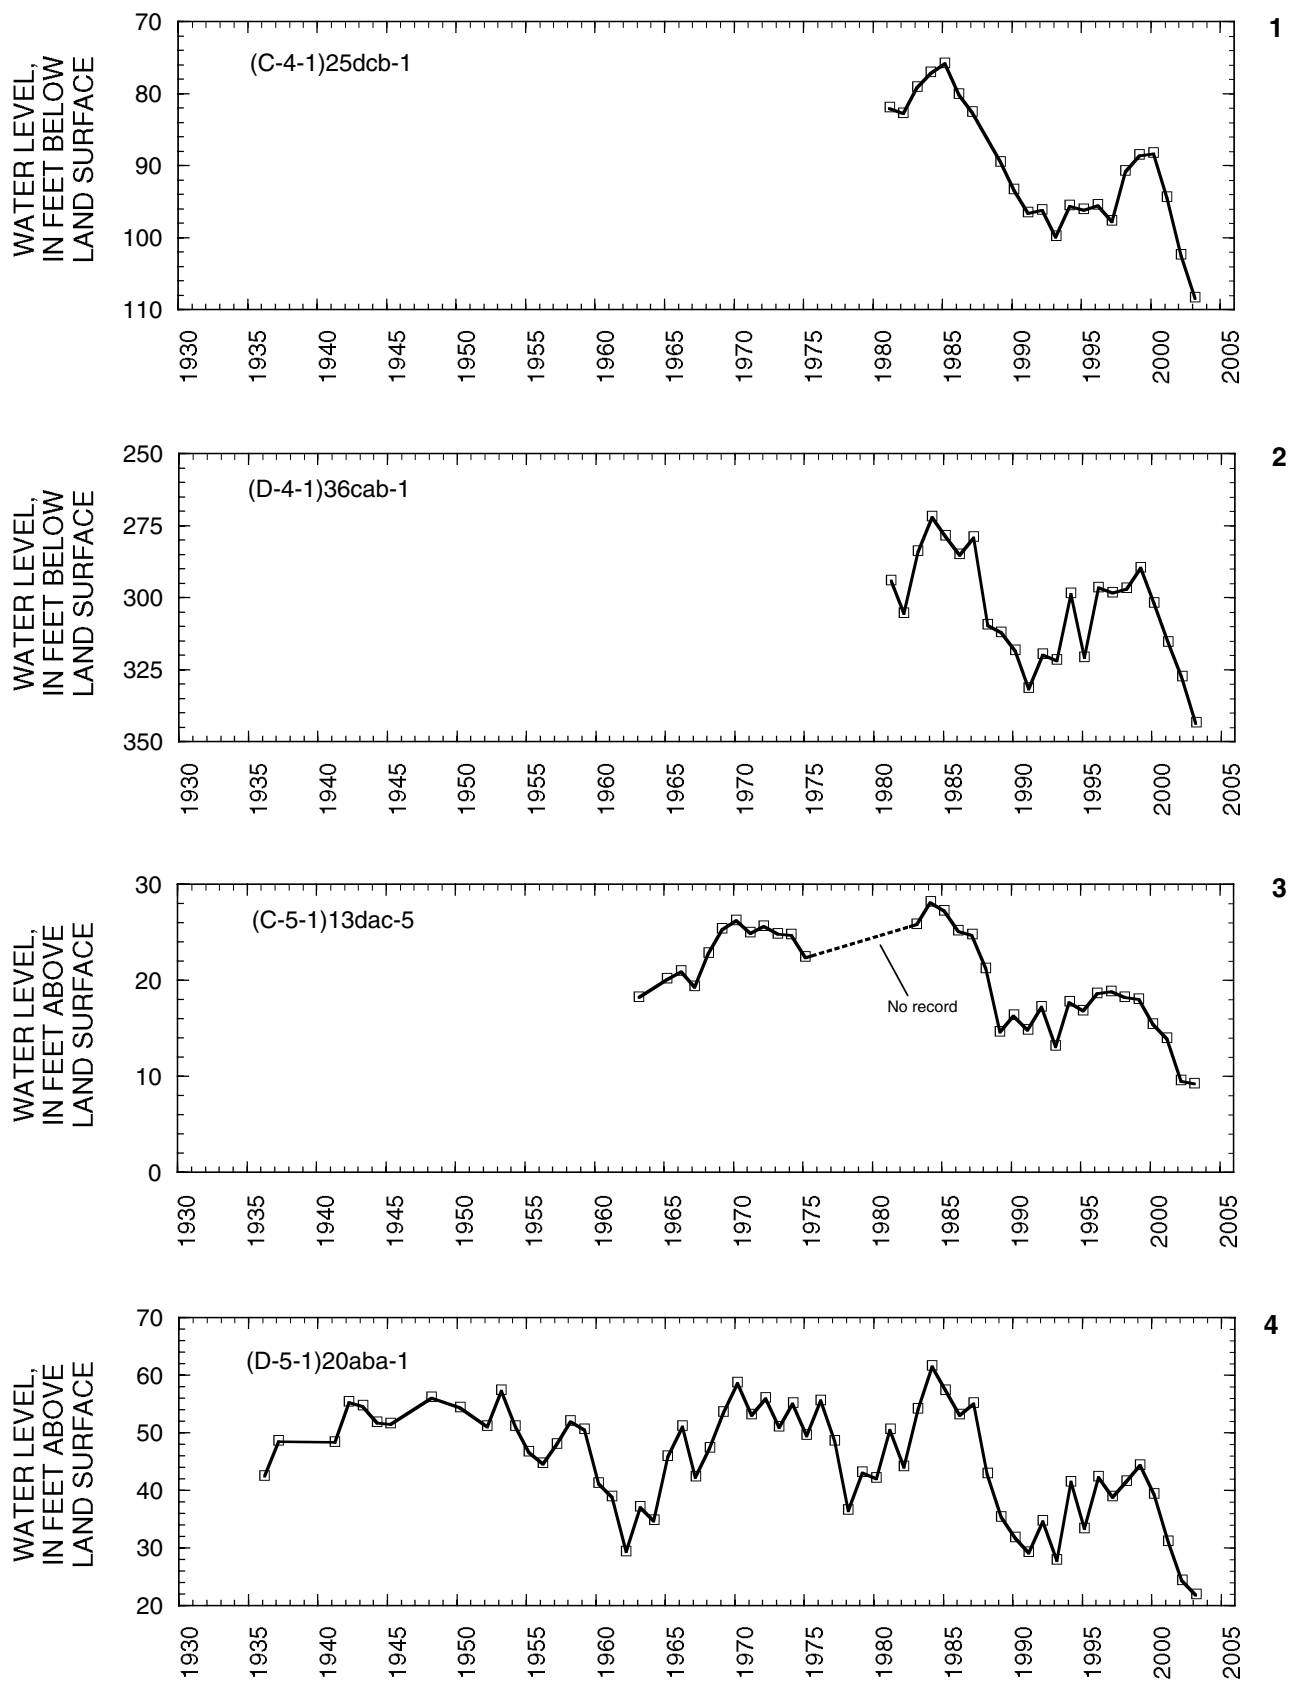 1
(C-4-1)25dcb-1
WATER LEVEL,
IN FEET BELOW
LAND SURFACE
70
80
90
100
110
1930 1935 1940 1945 1950 1955 1960 1965 1970 1975 1980 1985 1990 1995 2000 2005
2
(D-4-1)36cab-1
WATER LEVEL,
IN FEET BELOW
LAND SURFACE
250
275
300
325
350
1930 1935 1940 1945 1950 1955 1960 1965 1970 1975 1980 1985 1990 1995 2000 2005
3
(C-5-1)13dac-5
WATER LEVEL,
IN FEET ABOVE
LAND SURFACE
30
20
10
0
No record
1930 1935 1940 1945 1950 1955 1960 1965 1970 1975 1980 1985 1990 1995 2000 2005
4
(D-5-1)20aba-1
WATER LEVEL,
IN FEET ABOVE
LAND SURFACE
70
60
50
40
30
20
1930 1935 1940 1945 1950 1955 1960 1965 1970 1975 1980 1985 1990 1995 2000 2005